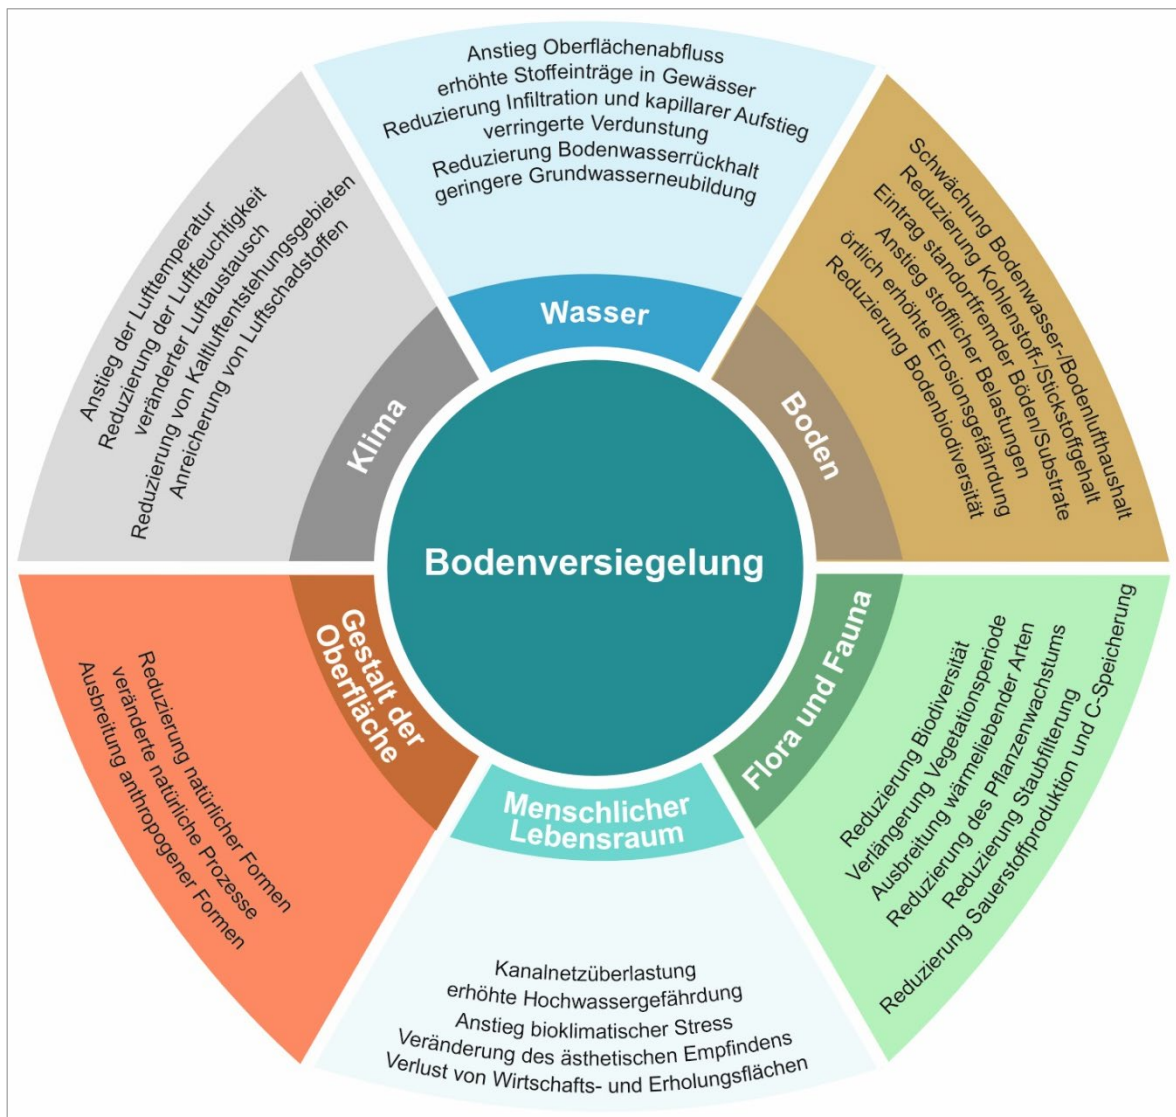 Bodenversiegelung
Wasser
Anstieg Oberflächenabfluss
erhöhte Stoffeinträge in Gewässer
Reduzierung Infiltration und kapillarer Aufstieg
verringerte Verdunstung
Reduzierung Bodenwasserrückhalt
geringere Grundwasserneubildung
Boden
Schwächung Bodenwasser-/Bodenlufthaushalt
Reduzierung Kohlenstoff-/Stickstoffgehalt
Eintrag standortfremder Böden/Substrate
Anstieg stofflicher Belastungen
örtlich erhöhte Erosionsgefährdung
Reduzierung Bodenbiodiversität
Flora und Fauna
Reduzierung Biodiversität
Verlängerung Vegetationsperiode
Ausbreitung wärmeliebender Arten
Reduzierung des Pflanzenwachstums
Reduzierung Staubfilterung
Reduzierung Sauerstoffproduktion und C-Speicherung
Menschlicher
Lebensraum
Kanalnetzüberlastung
erhöhte Hochwassergefährdung
Anstieg bioklimatischer Stress
Veränderung des ästhetischen Empfindens
Verlust von Wirtschafts- und Erholungsflächen
Gestalt der
Oberfläche
Reduzierung natürlicher Formen
veränderte natürliche Prozesse
Ausbreitung anthropogener Formen
Klima
Anstieg der Lufttemperatur
Reduzierung der Luftfeuchtigkeit
veränderter Luftaustausch
Reduzierung von Kaltluftentstehungsgebieten
Anreicherung von Luftschadstoffen